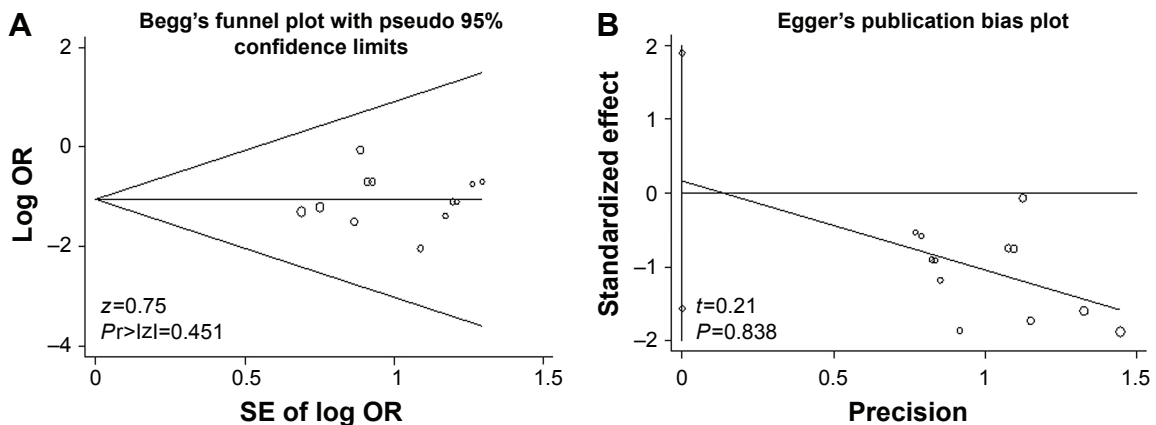 A
Begg's funnel plot with pseudo 95%
confidence limits
2
0
–2
–4
Log OR
z=0.75
Pr>|z|=0.451
0
0.5
1
1.5
SE of log OR
B
Egger's publication bias plot
2
1
0
–1
–2
Standardized effect
t=0.21
P=0.838
0
0.5
1
1.5
Precision